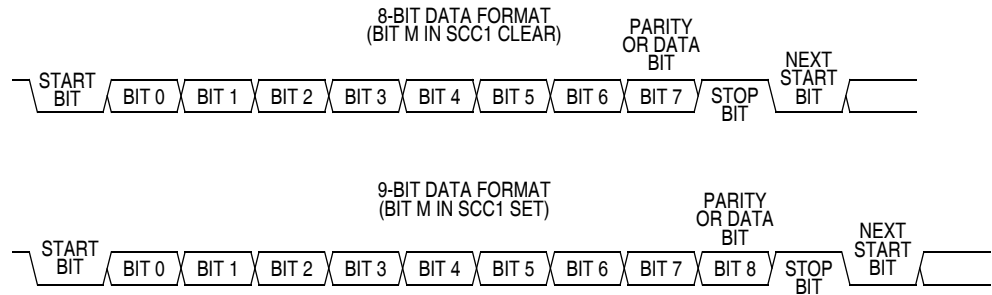 8-BIT DATA FORMAT
(BIT M IN SCC1 CLEAR)
PARITY
OR DATA
BIT
NEXT
START
BIT
START
BIT
BIT 0 BIT 1 BIT 2 BIT 3 BIT 4 BIT 5 BIT 6 BIT 7
STOP
BIT
9-BIT DATA FORMAT
(BIT M IN SCC1 SET)
PARITY
OR DATA
BIT
NEXT
START
BIT
START
BIT
BIT 0 BIT 1 BIT 2 BIT 3 BIT 4 BIT 5 BIT 6 BIT 7 BIT 8
STOP
BIT